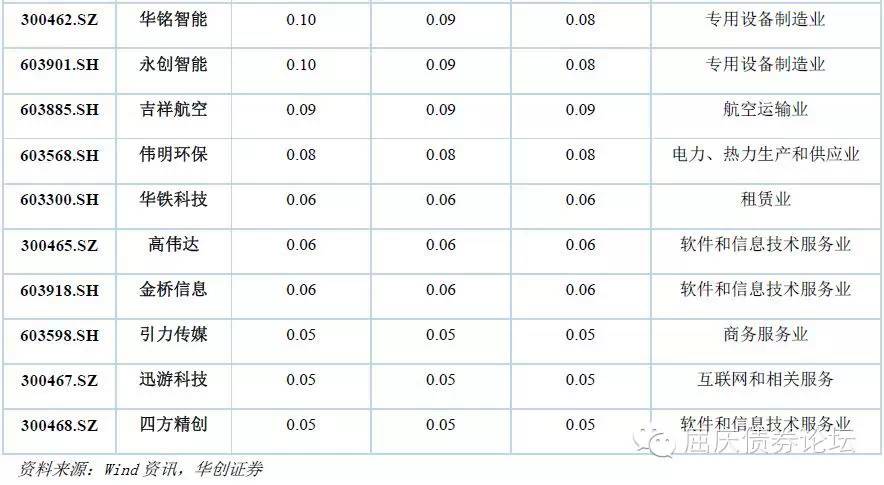 300462.SZ 华铭智能 0.10 0.09 0.08 专用设备制造业
603901.SH 永创智能 0.10 0.09 0.08 专用设备制造业
603885.SH 吉祥航空 0.09 0.09 0.09 航空运输业
603568.SH 伟明环保 0.08 0.08 0.08 电力、热力生产和供应业
603300.SH 华铁科技 0.06 0.06 0.06 租赁业
300465.SZ 高伟达 0.06 0.06 0.06 软件和信息技术服务业
603918.SH 金桥信息 0.06 0.06 0.06 软件和信息技术服务业
603598.SH 引力传媒 0.05 0.05 0.05 商务服务业
300467.SZ 迅游科技 0.05 0.05 0.05 互联网和相关服务
300468.SZ 四方精创 0.05 0.05 0.05 软件和信息技术服务业
屈庆债券论坛
资料来源：Wind 资讯，华创证券